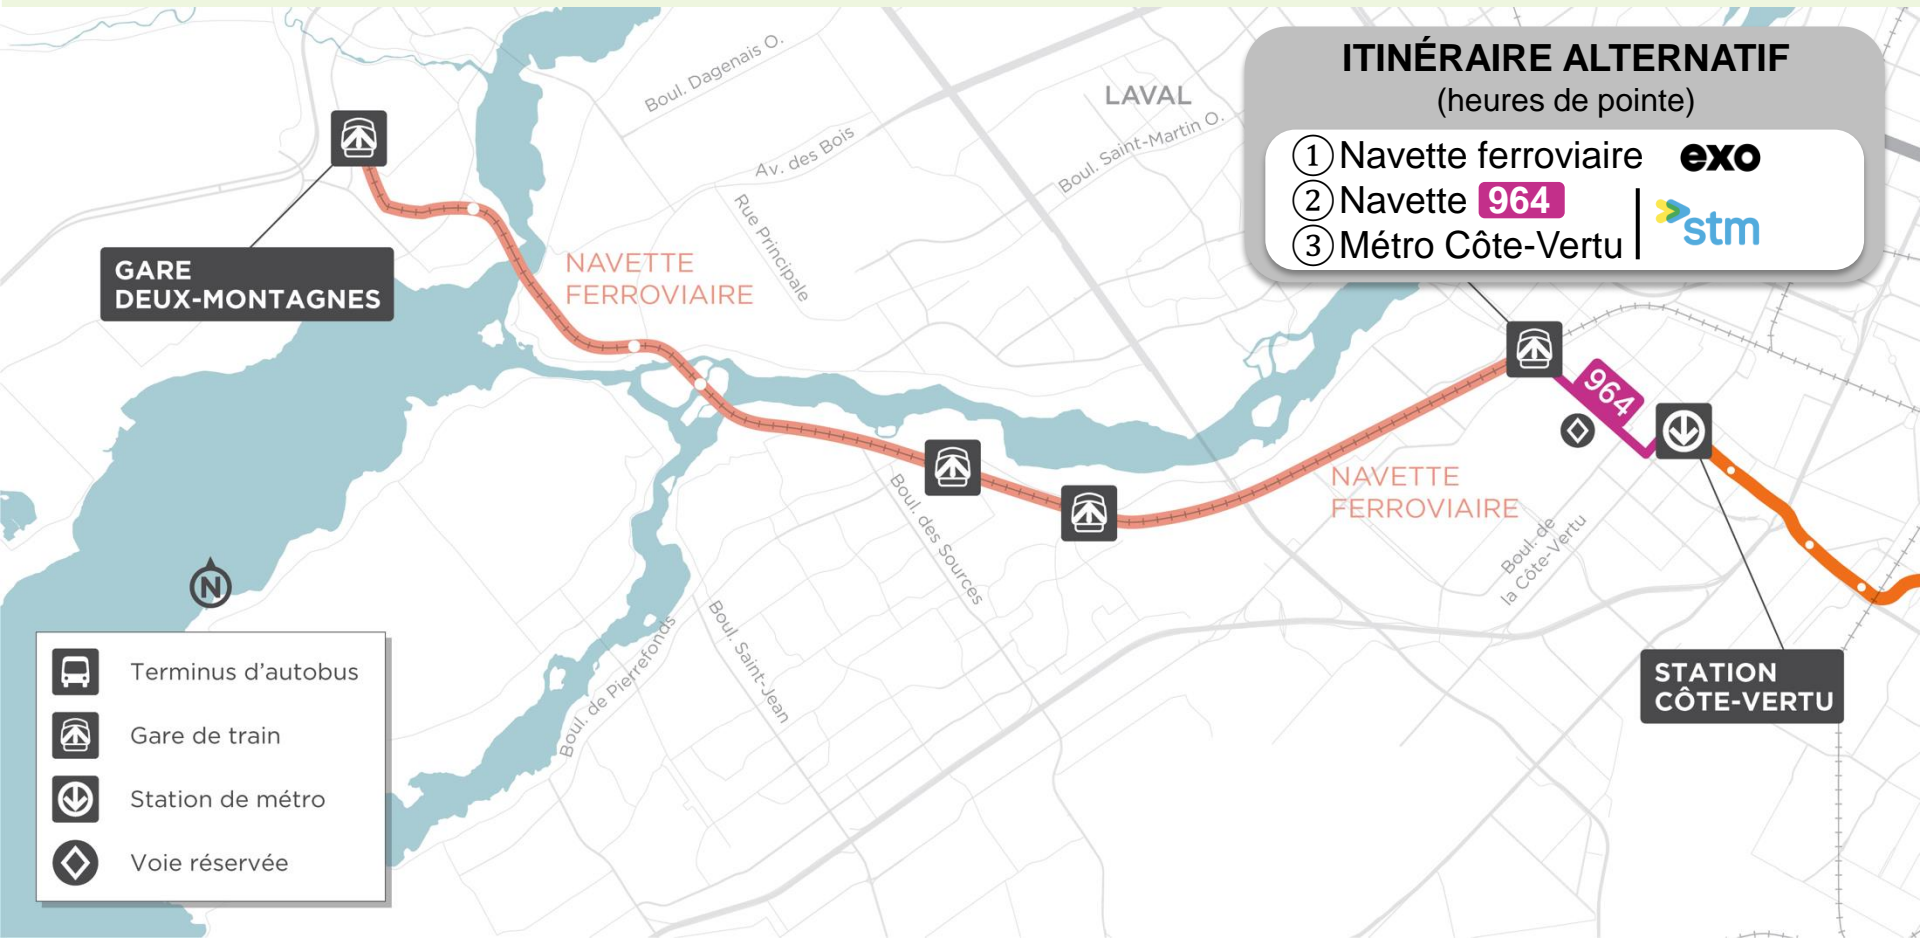 ITINÉRAIRE ALTERNATIF
(heures de pointe)
1 Navette ferroviaire exo
2 Navette 964
3 Métro Côte-Vertu
stm
LAVAL
Boul. Dagenais O.
Av. des Bois
Boul. Saint-Martin O.
Rue Principale
GARE
DEUX-MONTAGNES
NAVETTE
FERROVIAIRE
964
NAVETTE
FERROVIAIRE
Boul. des Sources
Boul. de
la Côte-Vertu
Boul. Saint-Jean
Boul. de Pierrefonds
STATION
CÔTE-VERTU
N
Terminus d'autobus
Gare de train
Station de métro
Voie réservée